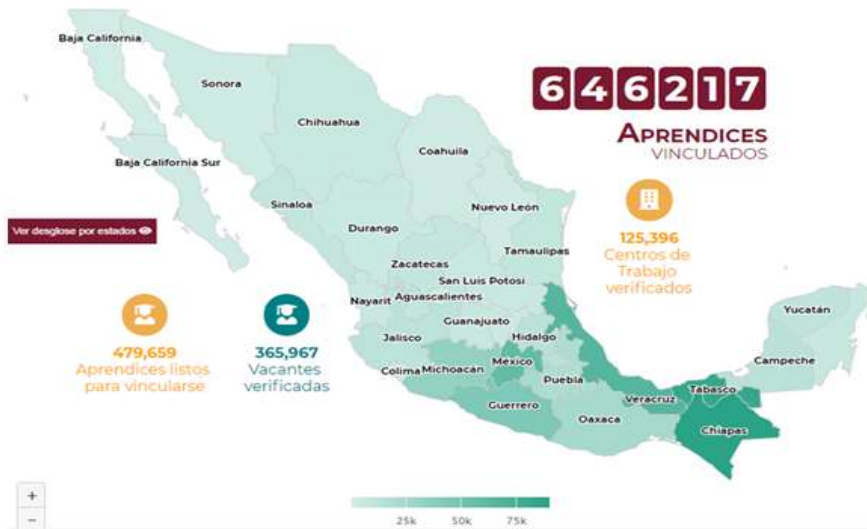 Baja California
Sonora
Chihuahua
Coahuila
Baja California Sur
Sinaloa
Durango
Nuevo León
Tamaulipas
Zacatecas
San Luis Potosí
Nayarit
Aguascalientes
Guanajuato
Hidalgo
Jalisco
Colima
Michoacán
México
Puebla
Guerrero
Oaxaca
Veracruz
Tabasco
Chiapas
Yucatán
Campeche
646217
APRENDICES
VINCULADOS
125,396
Centros de
Trabajo
verificados
Ver desglose por estados
479,659
Aprendices listos
para vincularse
365,967
Vacantes
verificadas
+
−
25k
50k
75k